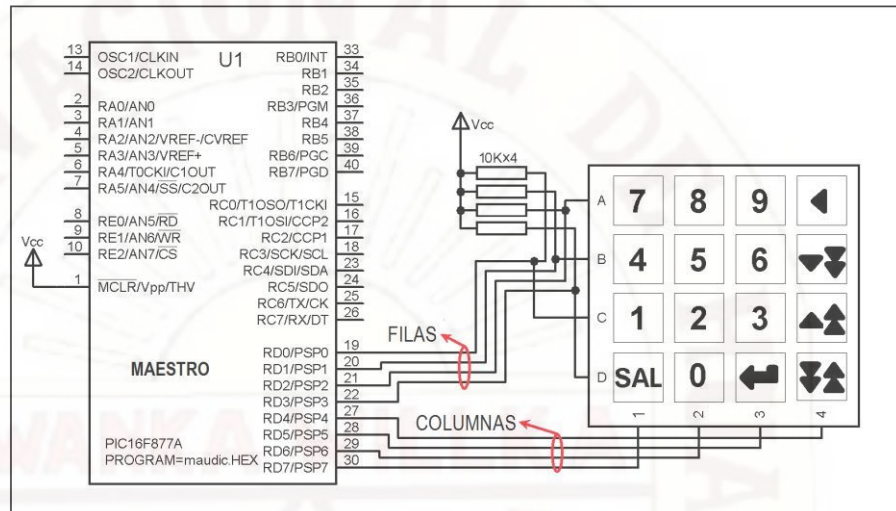 13 OSC1/CLKIN U1 RB0/INT 33
14 OSC2/CLKOUT RB1 34
RB2 35
2 RA0/AN0 RB3/PGM 36
3 RA1/AN1 RB4 37
4 RA2/AN2/VREF-/CVREF RB5 38
5 RA3/AN3/VREF+ RB6/PGC 39
6 RA4/T0CKI/C1OUT RB7/PGD 40
7 RA5/AN4/SS/C2OUT
RC0/T1OSO/T1CKI 15
8 RE0/AN5/RD RC1/T1OSI/CCP2 16
9 RE1/AN6/WR RC2/CCP1 17
10 RE2/AN7/CS RC3/SCK/SCL 18
RC4/SDI/SDA 23
Vcc
1 MCLR/Vpp/THV RC5/SDO 24
RC6/TX/CK 25
RC7/RX/DT 26
RD0/PSP0 19
MAESTRO RD1/PSP1 20
RD2/PSP2 21
RD3/PSP3 22
RD4/PSP4 27
PIC16F877A RD5/PSP5 28
PROGRAM=maudic.HEX RD6/PSP6 29
RD7/PSP7 30
Vcc
10Kx4
FILAS
COLUMNAS
A 7 8 9
B 4 5 6
C 1 2 3
D SAL 0
1 2 3 4